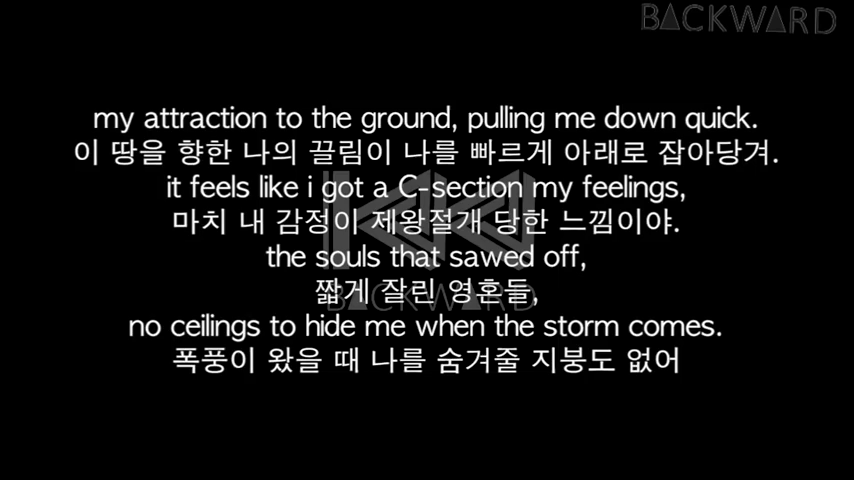 BACKWARD
my attraction to the ground, pulling me down quick.
이 땅을 향한 나의 끌림이 나를 빠르게 아래로 잡아당겨.
it feels like i got a C-section my feelings,
마치 내 감정이 제왕절개 당한 느낌이야.
the souls that sawed off,
짧게 잘린 영혼들,
BACKWARD
no ceilings to hide me when the storm comes.
폭풍이 왔을 때 나를 숨겨줄 지붕도 없어